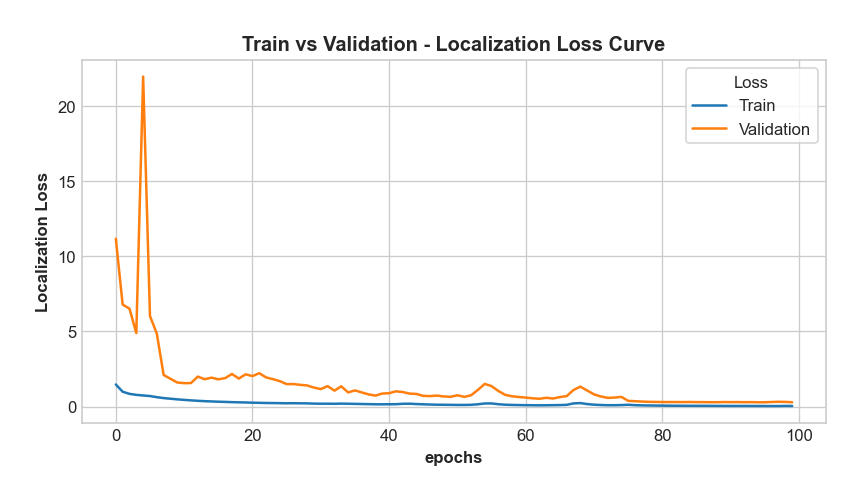 Train vs Validation - Localization Loss Curve
Loss
Train
Validation
Localization Loss
20
15
10
5
0
0 20 40 60 80 100
epochs